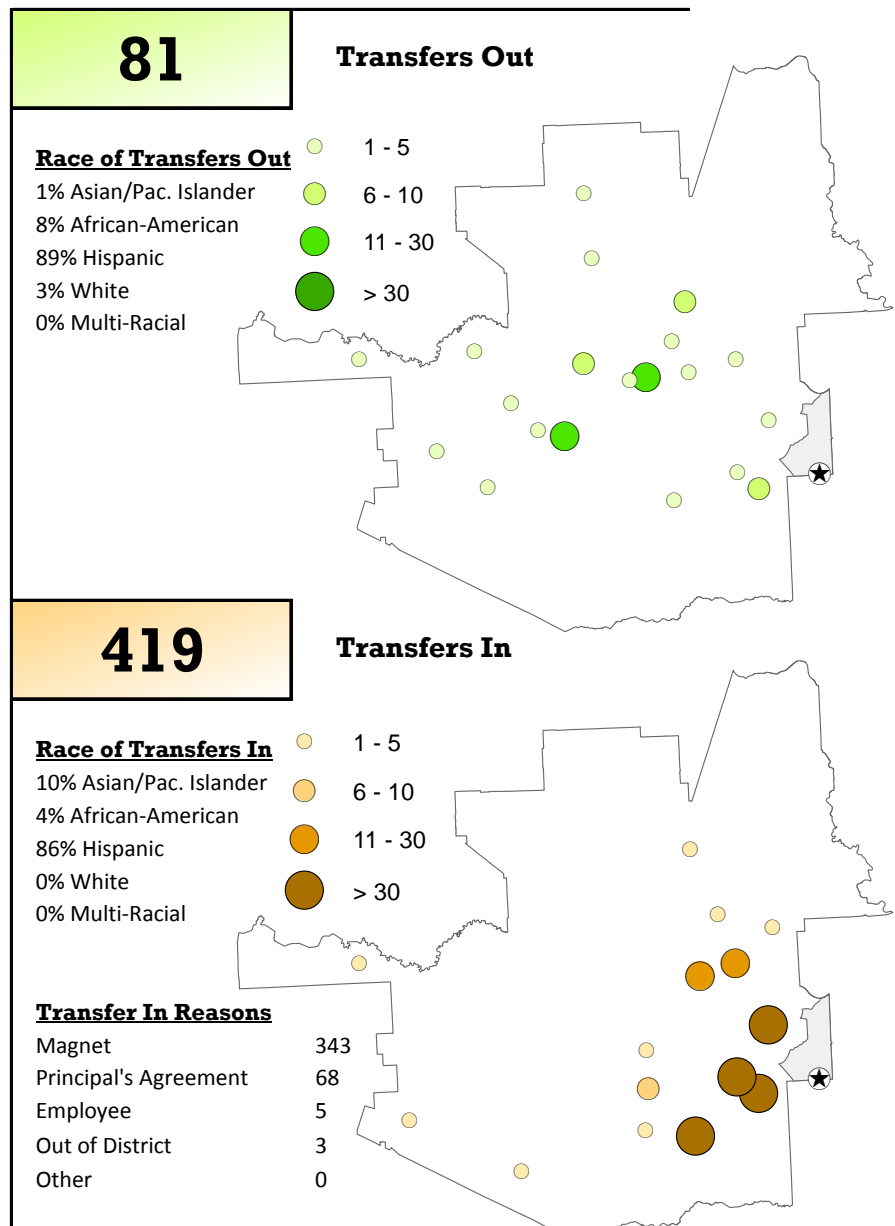 81
Transfers Out
Race of Transfers Out
1% Asian/Pac. Islander
8% African-American
89% Hispanic
3% White
0% Multi-Racial
1 - 5
6 - 10
11 - 30
> 30
419
Transfers In
Race of Transfers In
10% Asian/Pac. Islander
4% African-American
86% Hispanic
0% White
0% Multi-Racial
1 - 5
6 - 10
11 - 30
> 30
Transfer In Reasons
Magnet 343
Principal's Agreement 68
Employee 5
Out of District 3
Other 0